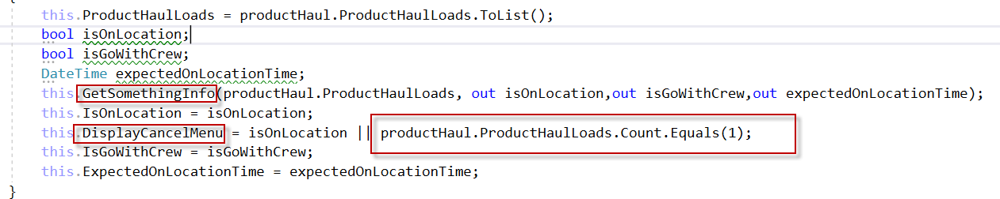 {
this.ProductHaulLoads = productHaul.ProductHaulLoads.ToList();
bool isOnLocation;
bool isGoWithCrew;
DateTime expectedOnLocationTime;
this.GetSomethingInfo(productHaul.ProductHaulLoads, out isOnLocation,out isGoWithCrew,out expectedOnLocationTime);
this.IsOnLocation = isOnLocation;
this.DisplayCancelMenu = isOnLocation || productHaul.ProductHaulLoads.Count.Equals(1);
this.IsGoWithCrew = isGoWithCrew;
this.ExpectedOnLocationTime = expectedOnLocationTime;
}